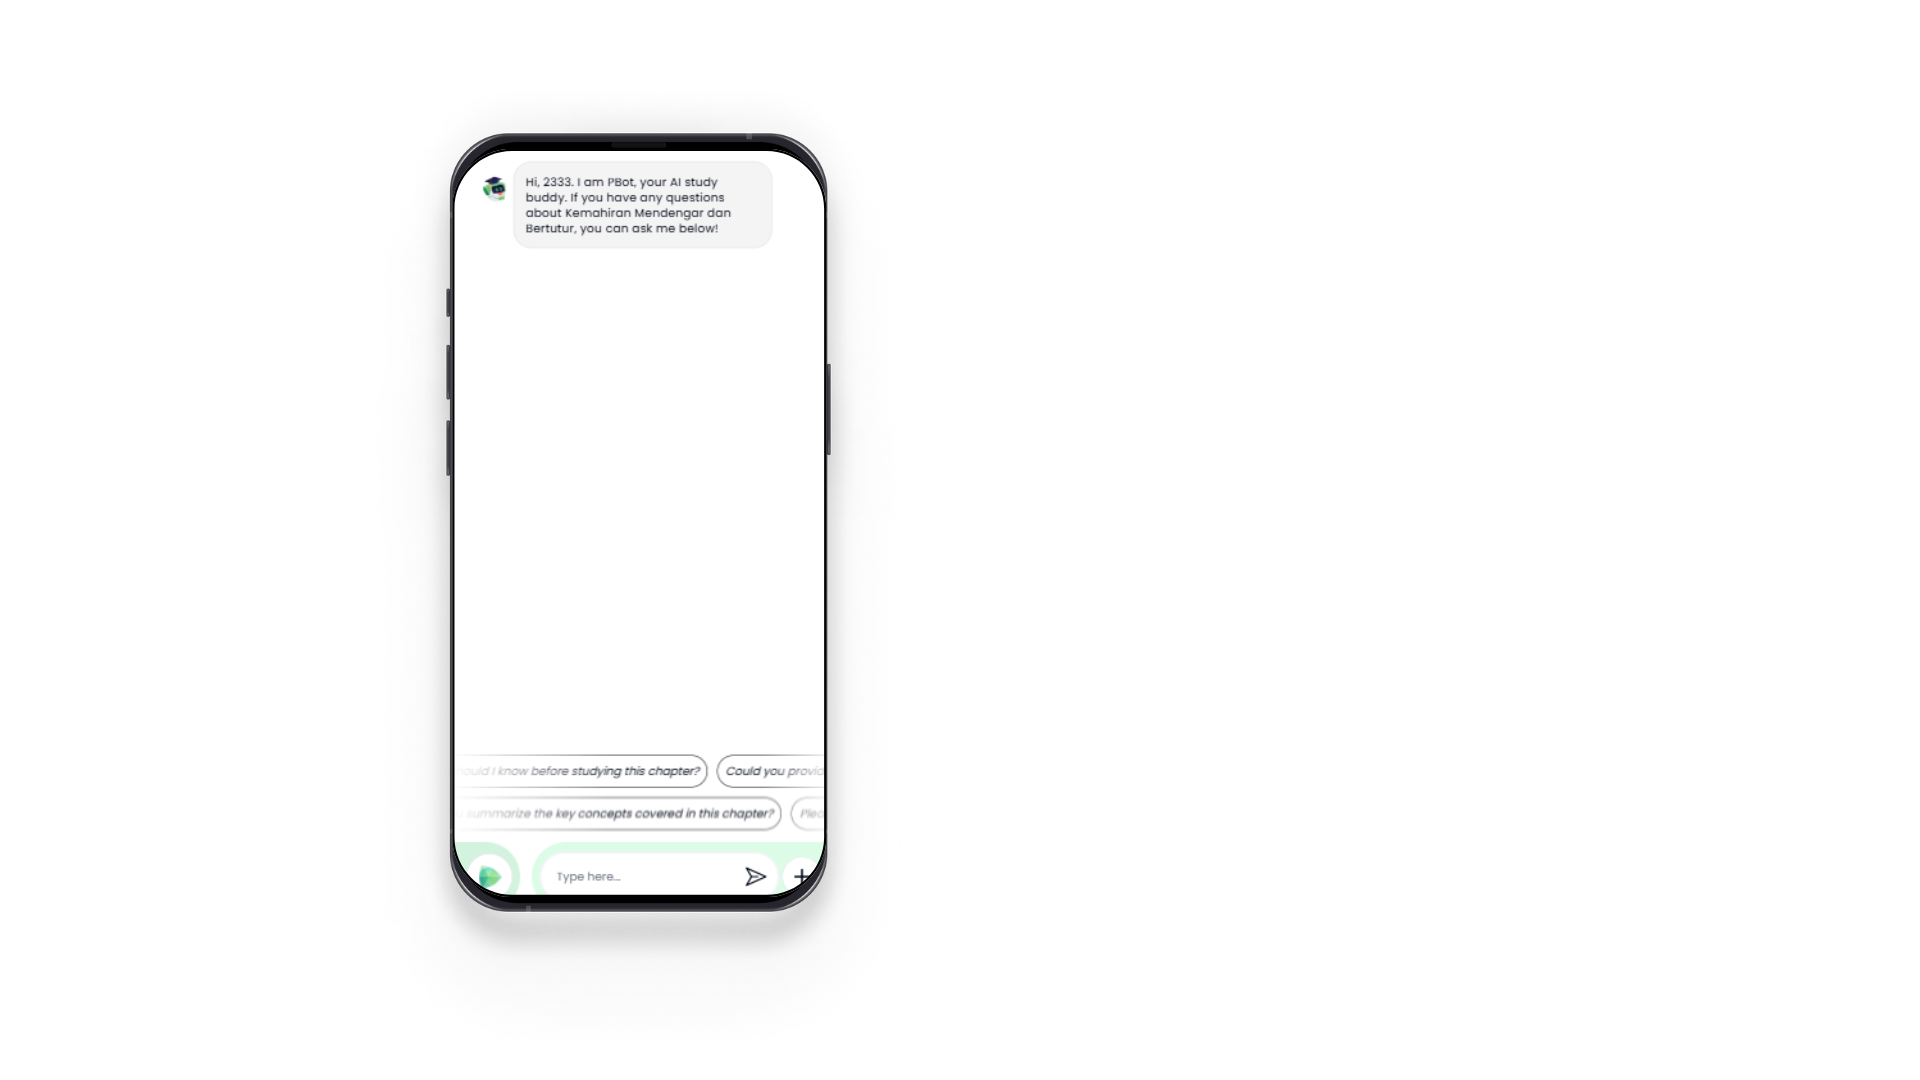 Hi, 2333. I am PBot, your AI study
buddy. If you have any questions
about Kemahiran Mendengar dan
Bertutur, you can ask me below!
I know before studying this chapter?
Could you
summarize the key concepts covered in this chapter?
Type here...